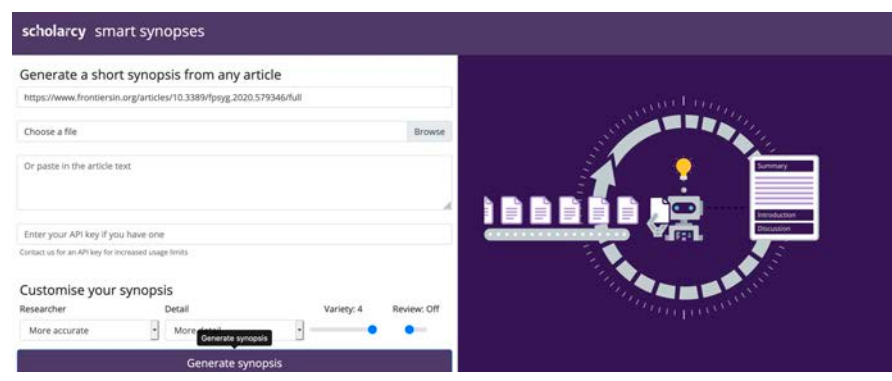 scholarcy smart synopses
Generate a short synopsis from any article
https://www.frontiersin.org/articles/10.3389/fpsyg.2020.579346/full
Choose a file
Browse
Or paste in the article text
Enter your API key if you have one
Contact us for an API key for increased usage limits
Customise your synopsis
Researcher Detail Variety: 4 Review: Off
More accurate More
Generate synopsis
Generate synopsis
Summary
Introduction
Discussion